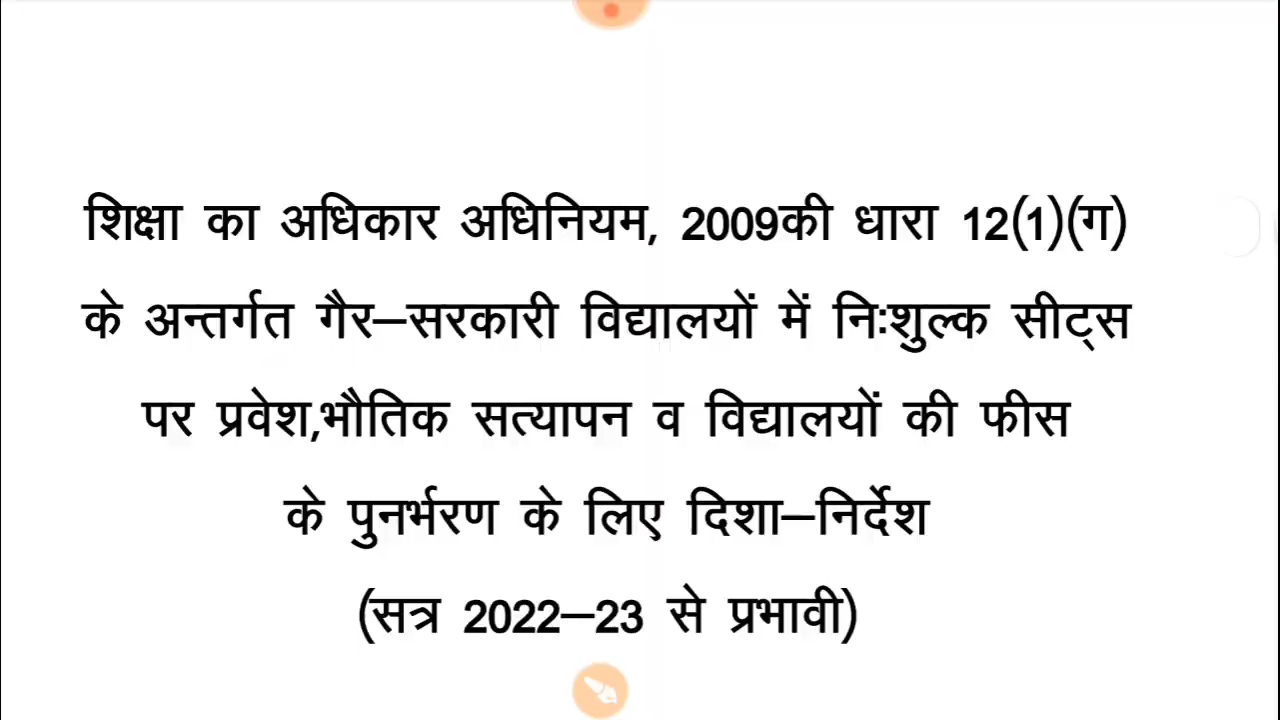 शिक्षा का अधिकार अधिनियम, 2009की धारा 12(1)(ग)
के अन्तर्गत गैर–सरकारी विद्यालयों में निःशुल्क सीट्स
पर प्रवेश,भौतिक सत्यापन व विद्यालयों की फीस
के पुनर्भरण के लिए दिशा–निर्देश
(सत्र 2022–23 से प्रभावी)